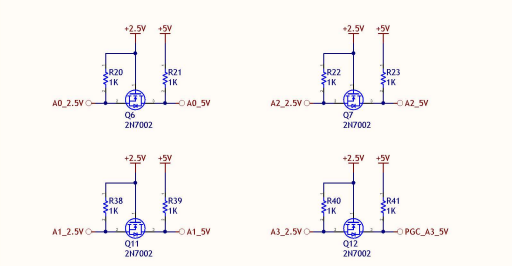 +2.5V +5V +2.5V +5V
R20 1K R21 1K R22 1K R23 1K
A0_2.5V A0_5V A2_2.5V A2_5V
Q6 Q7
2N7002 2N7002
+2.5V +5V +2.5V +5V
R38 1K R39 1K R40 1K R41 1K
A1_2.5V A1_5V A3_2.5V PGC_A3_5V
Q11 Q12
2N7002 2N7002